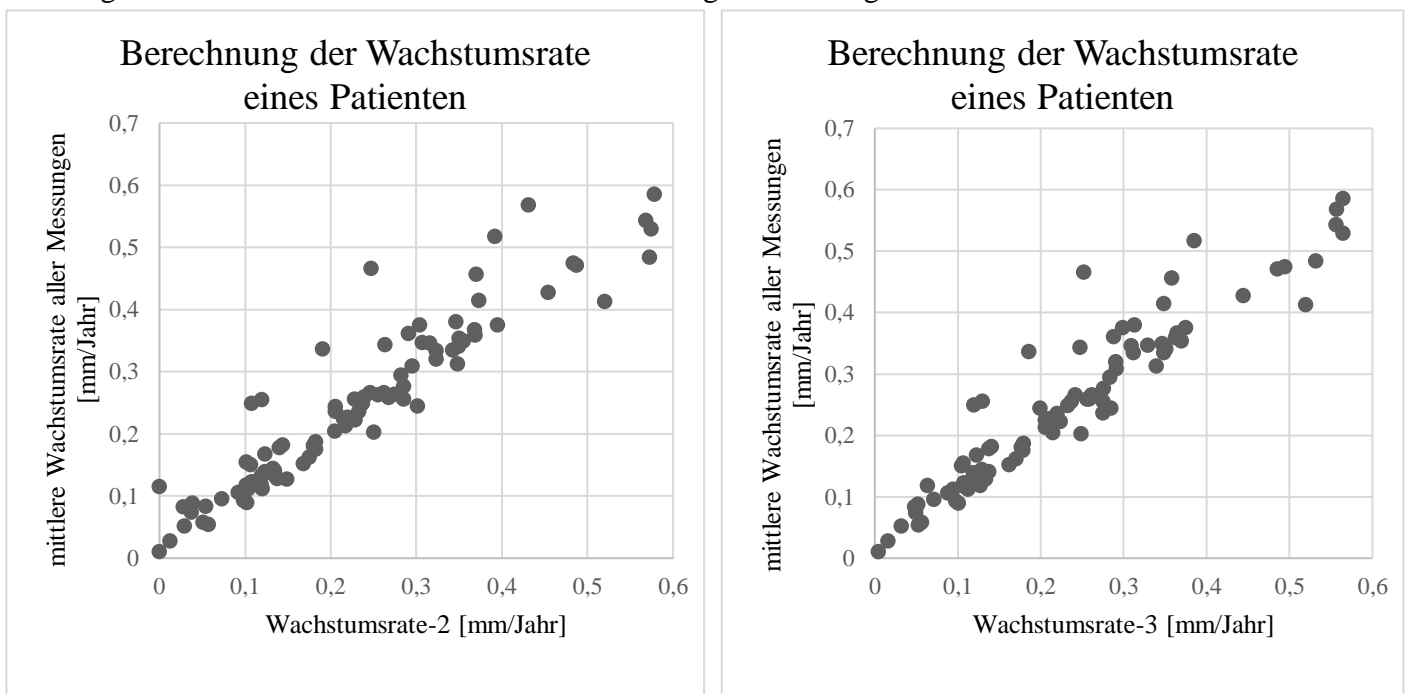 Berechnung der Wachstumsrate
eines Patienten
mittlere Wachstumsrate aller Messungen
[mm/Jahr]
0,7
0,6
0,5
0,4
0,3
0,2
0,1
0
0 0,1 0,2 0,3 0,4 0,5 0,6
Wachstumsrate-2 [mm/Jahr]
Berechnung der Wachstumsrate
eines Patienten
mittlere Wachstumsrate aller Messungen
[mm/Jahr]
0,7
0,6
0,5
0,4
0,3
0,2
0,1
0
0 0,1 0,2 0,3 0,4 0,5 0,6
Wachstumsrate-3 [mm/Jahr]